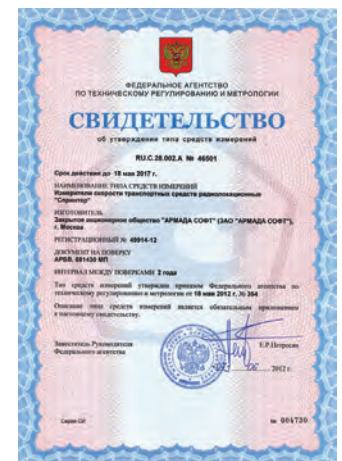 ФЕДЕРАЛЬНОЕ АГЕНТСТВО
ПО ТЕХНИЧЕСКОМУ РЕГУЛИРОВАНИЮ И МЕТРОЛОГИИ
СВИДЕТЕЛЬСТВО
об утверждении типа средств измерений
RU.C.28.002.A № 46501
Срок действия до 18 мая 2017 г.
НАИМЕНОВАНИЕ ТИПА СРЕДСТВ ИЗМЕРЕНИЙ
Измерители скорости транспортных средств радиолокационные
"Спринтер"
ИЗГОТОВИТЕЛЬ
Закрытое акционерное общество "АРМАДА СОФТ" (ЗАО "АРМАДА СОФТ"),
г. Москва
РЕГИСТРАЦИОННЫЙ № 49914-12
ДОКУМЕНТ НА ПОВЕРКУ
МП
ИНТЕРВАЛ МЕЖДУ ПОВЕРКАМИ 2 года
Тип средств измерений утвержден приказом Федерального агентства по
техническому регулированию и метрологии от 18 мая 2012 г. № 354
Описание типа средств измерений является обязательным приложением
к настоящему свидетельству.
Заместитель Руководителя
Федерального агентства
Е.Р.Петросян
2012 г.
Серия СИ
№ 004730